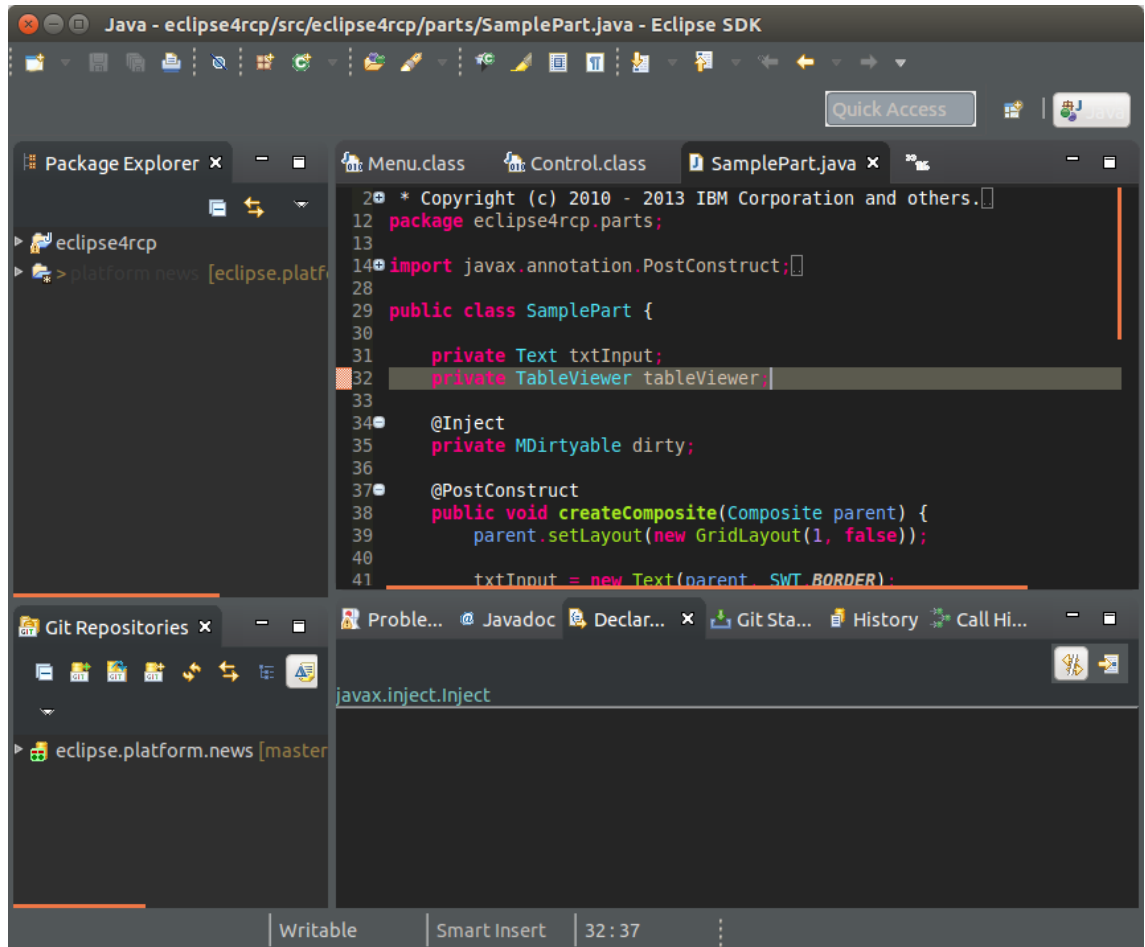 Java - eclipse4rcp/src/eclipse4rcp/parts/SamplePart.java - Eclipse SDK
Quick Access
Java
Package Explorer
eclipse4rcp
> platform news [eclipse.platf
Menu.class Control.class SamplePart.java
2 * Copyright (c) 2010 - 2013 IBM Corporation and others.
12 package eclipse4rcp.parts;
13
14 import javax.annotation.PostConstruct;
28
29 public class SamplePart {
30
31 private Text txtInput;
32 private TableViewer tableViewer;
33
34 @Inject
35 private MDirtyable dirty;
36
37 @PostConstruct
38 public void createComposite(Composite parent) {
39 parent.setLayout(new GridLayout(1, false));
40
41 txtInput = new Text(parent, SWT.BORDER);
Git Repositories
eclipse.platform.news [master
Proble... @ Javadoc Declar... Git Sta... History Call Hi...
javax.inject.Inject
Writable Smart Insert 32 : 37